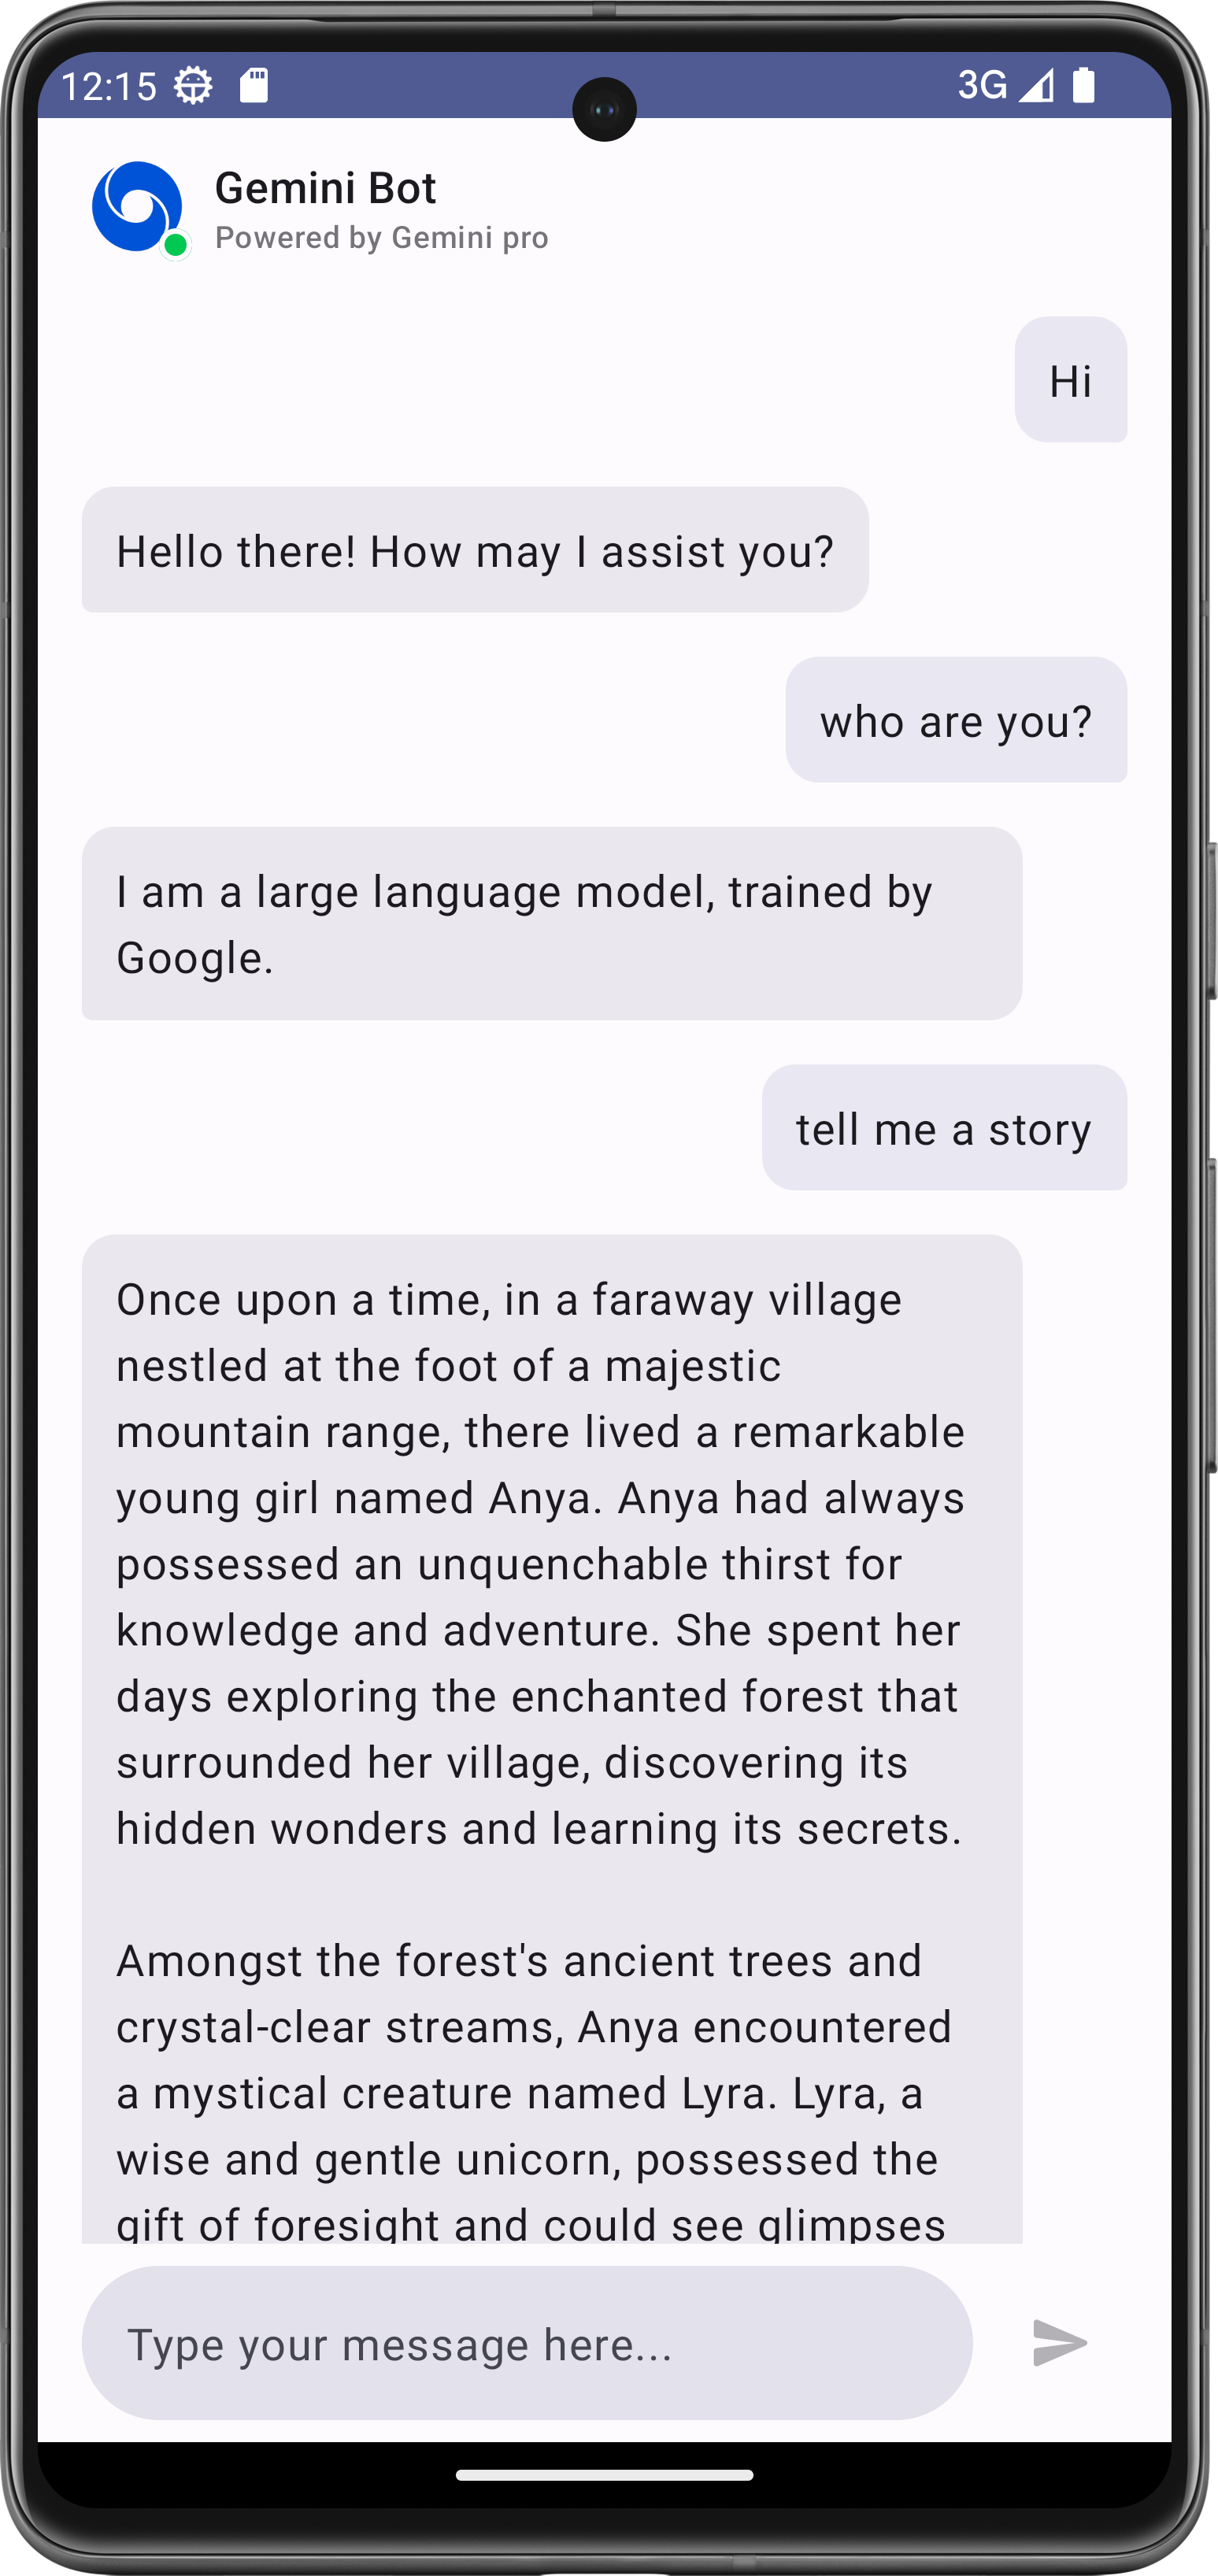 12:15
3G
Gemini Bot
Powered by Gemini pro
Hi
Hello there! How may I assist you?
who are you?
I am a large language model, trained by
Google.
tell me a story
Once upon a time, in a faraway village
nestled at the foot of a majestic
mountain range, there lived a remarkable
young girl named Anya. Anya had always
possessed an unquenchable thirst for
knowledge and adventure. She spent her
days exploring the enchanted forest that
surrounded her village, discovering its
hidden wonders and learning its secrets.
Amongst the forest's ancient trees and
crystal-clear streams, Anya encountered
a mystical creature named Lyra. Lyra, a
wise and gentle unicorn, possessed the
gift of foresight and could see glimpses
Type your message here...